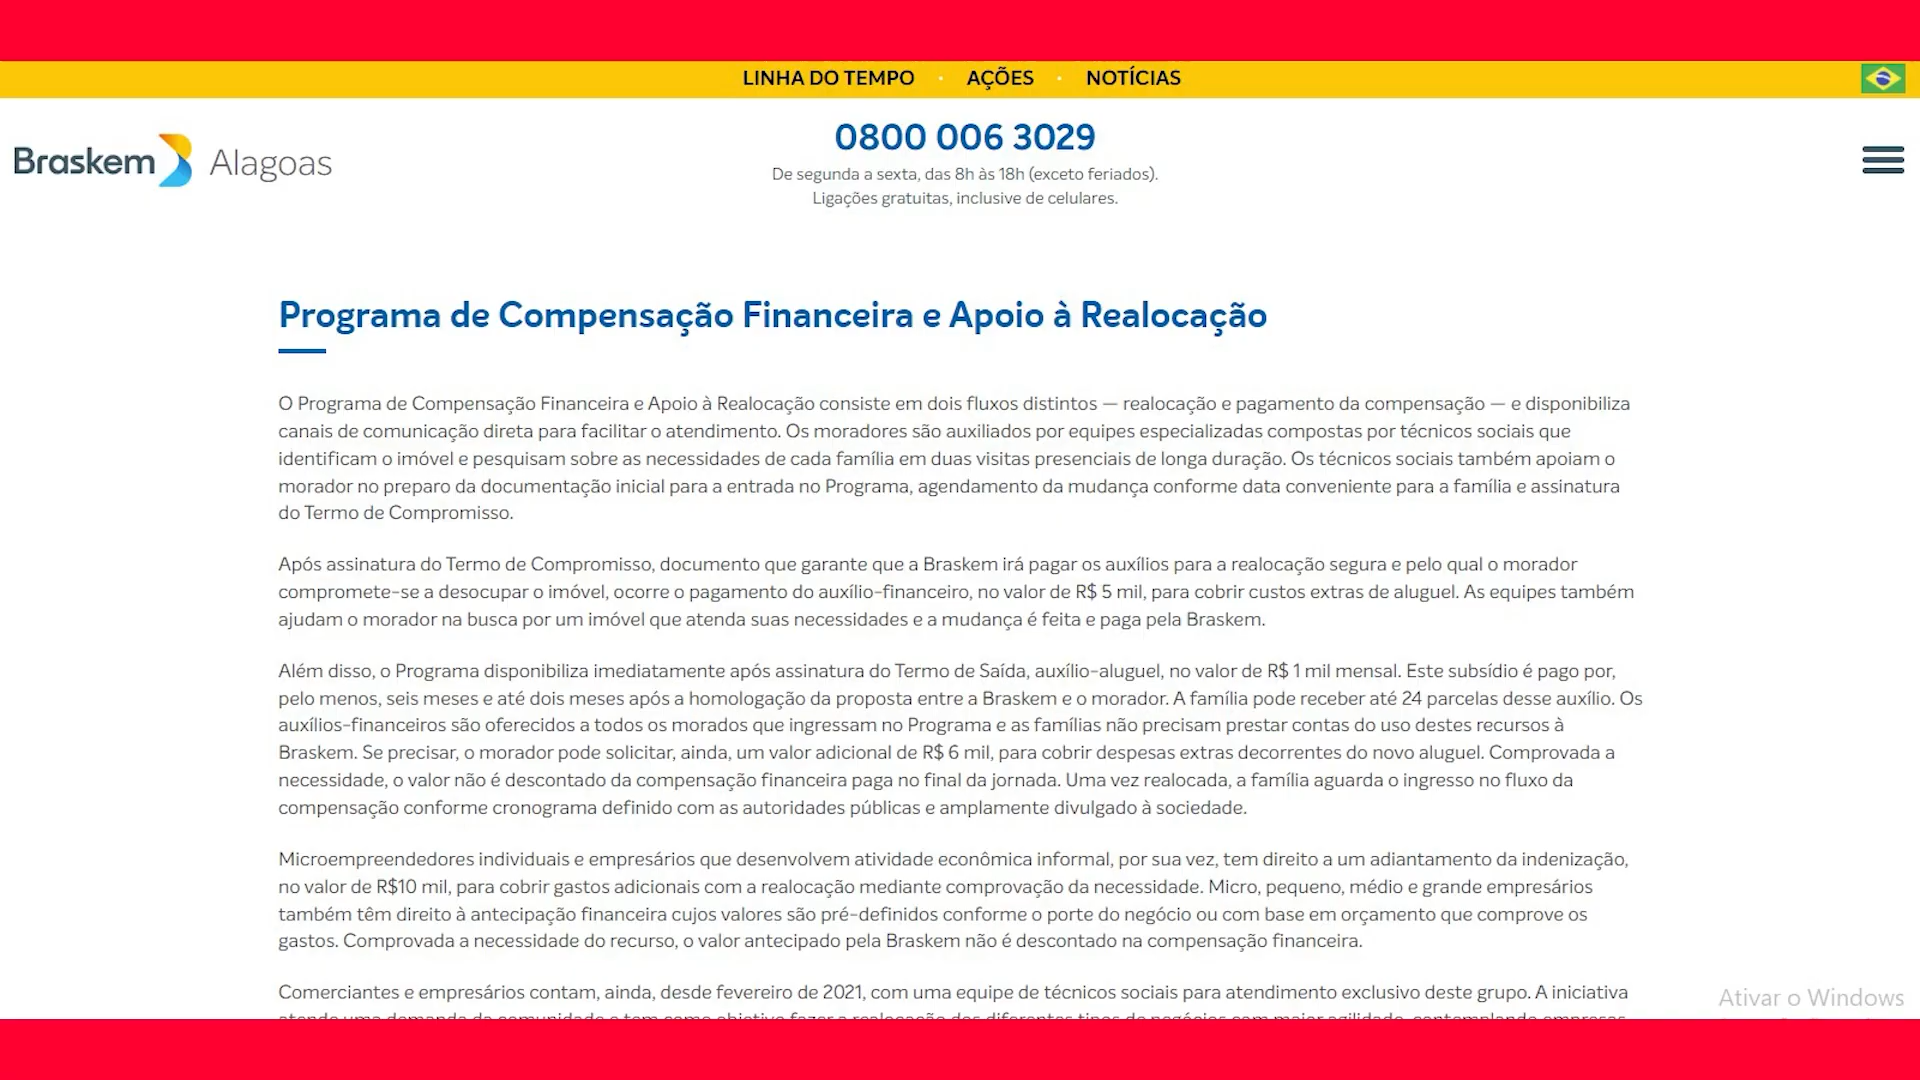 LINHA DO TEMPO · AÇÕES · NOTÍCIAS
Braskem Alagoas
0800 006 3029
De segunda a sexta, das 8h às 18h (exceto feriados).
Ligações gratuitas, inclusive de celulares.
Programa de Compensação Financeira e Apoio à Realocação
O Programa de Compensação Financeira e Apoio à Realocação consiste em dois fluxos distintos — realocação e pagamento da compensação — e disponibiliza
canais de comunicação direta para facilitar o atendimento. Os moradores são auxiliados por equipes especializadas compostas por técnicos sociais que
identificam o imóvel e pesquisam sobre as necessidades de cada família em duas visitas presenciais de longa duração. Os técnicos sociais também apoiam o
morador no preparo da documentação inicial para a entrada no Programa, agendamento da mudança conforme data conveniente para a família e assinatura
do Termo de Compromisso.
Após assinatura do Termo de Compromisso, documento que garante que a Braskem irá pagar os auxílios para a realocação segura e pelo qual o morador
compromete-se a desocupar o imóvel, ocorre o pagamento do auxílio-financeiro, no valor de R$ 5 mil, para cobrir custos extras de aluguel. As equipes também
ajudam o morador na busca por um imóvel que atenda suas necessidades e a mudança é feita e paga pela Braskem.
Além disso, o Programa disponibiliza imediatamente após assinatura do Termo de Saída, auxílio-aluguel, no valor de R$ 1 mil mensal. Este subsídio é pago por,
pelo menos, seis meses e até dois meses após a homologação da proposta entre a Braskem e o morador. A família pode receber até 24 parcelas desse auxílio. Os
auxílios-financeiros são oferecidos a todos os morados que ingressam no Programa e as famílias não precisam prestar contas do uso destes recursos à
Braskem. Se precisar, o morador pode solicitar, ainda, um valor adicional de R$ 6 mil, para cobrir despesas extras decorrentes do novo aluguel. Comprovada a
necessidade, o valor não é descontado da compensação financeira paga no final da jornada. Uma vez realocada, a família aguarda o ingresso no fluxo da
compensação conforme cronograma definido com as autoridades públicas e amplamente divulgado à sociedade.
Microempreendedores individuais e empresários que desenvolvem atividade econômica informal, por sua vez, tem direito a um adiantamento da indenização,
no valor de R$10 mil, para cobrir gastos adicionais com a realocação mediante comprovação da necessidade. Micro, pequeno, médio e grande empresários
também têm direito à antecipação financeira cujos valores são pré-definidos conforme o porte do negócio ou com base em orçamento que comprove os
gastos. Comprovada a necessidade do recurso, o valor antecipado pela Braskem não é descontado na compensação financeira.
Comerciantes e empresários contam, ainda, desde fevereiro de 2021, com uma equipe de técnicos sociais para atendimento exclusivo deste grupo. A iniciativa
Ativar o Windows